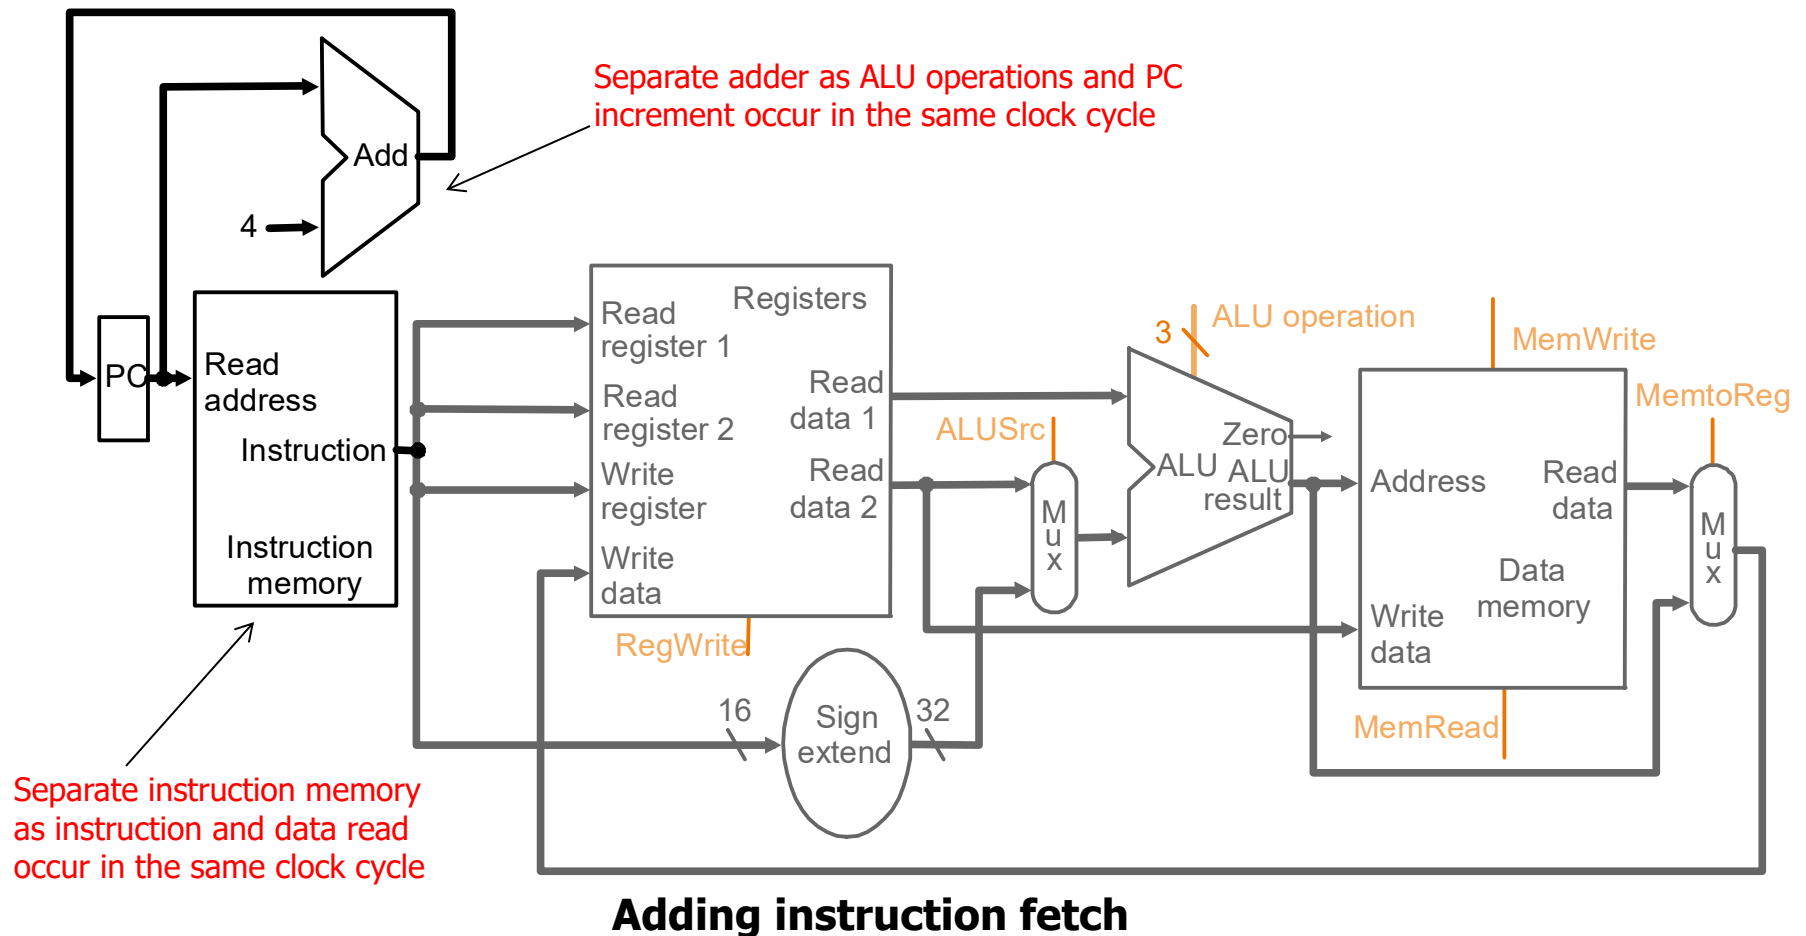 Separate adder as ALU operations and PC
increment occur in the same clock cycle
Add
4
PC
Read
address
Instruction
Instruction
memory
Registers
Read
register 1
Read
register 2
Write
register
Write
data
Read
data 1
Read
data 2
RegWrite
16
Sign
extend
32
ALUSrc
M
u
x
3
ALU operation
Zero
ALU
ALU
result
MemWrite
Address
Read
data
Write
data
Data
memory
MemRead
MemtoReg
M
u
x
Separate instruction memory
as instruction and data read
occur in the same clock cycle
Adding instruction fetch